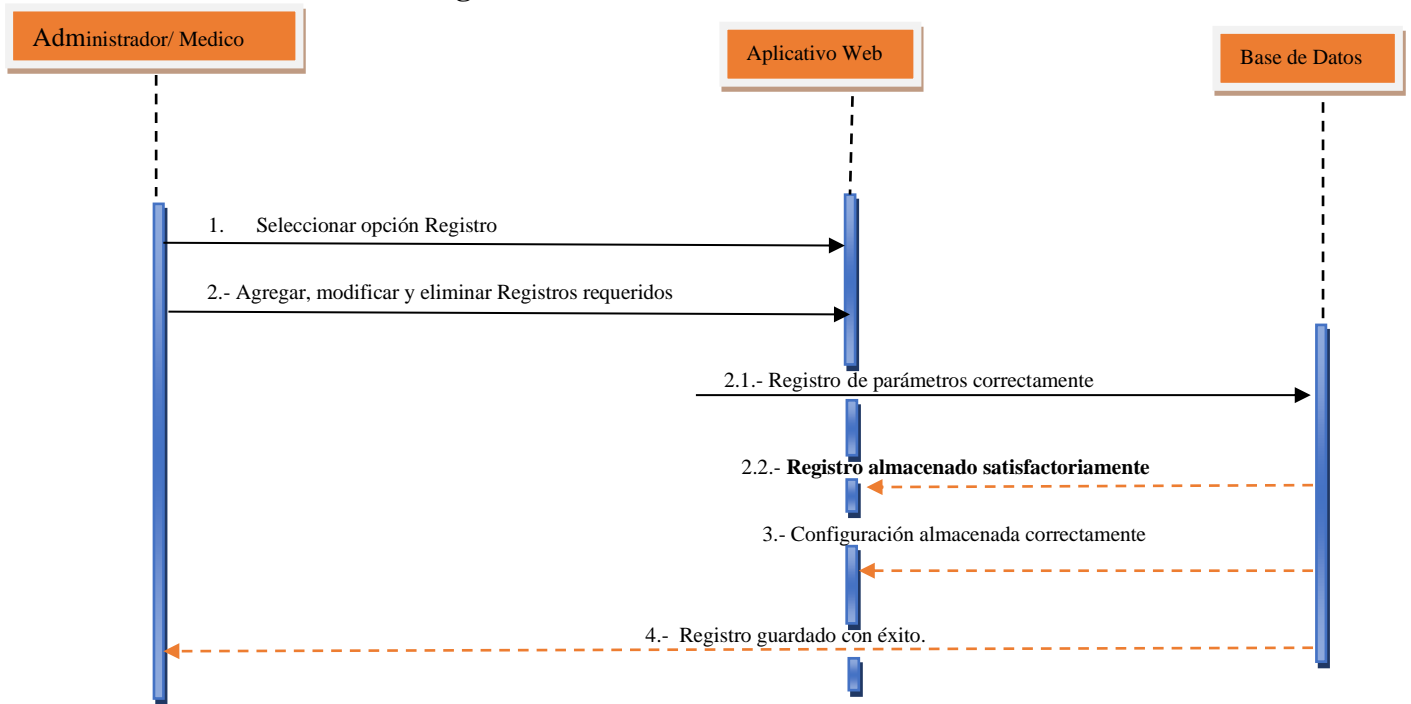 Administrador/ Medico
Aplicativo Web
Base de Datos
1. Seleccionar opción Registro
2.- Agregar, modificar y eliminar Registros requeridos
2.1.- Registro de parámetros correctamente
2.2.- Registro almacenado satisfactoriamente
3.- Configuración almacenada correctamente
4.- Registro guardado con éxito.